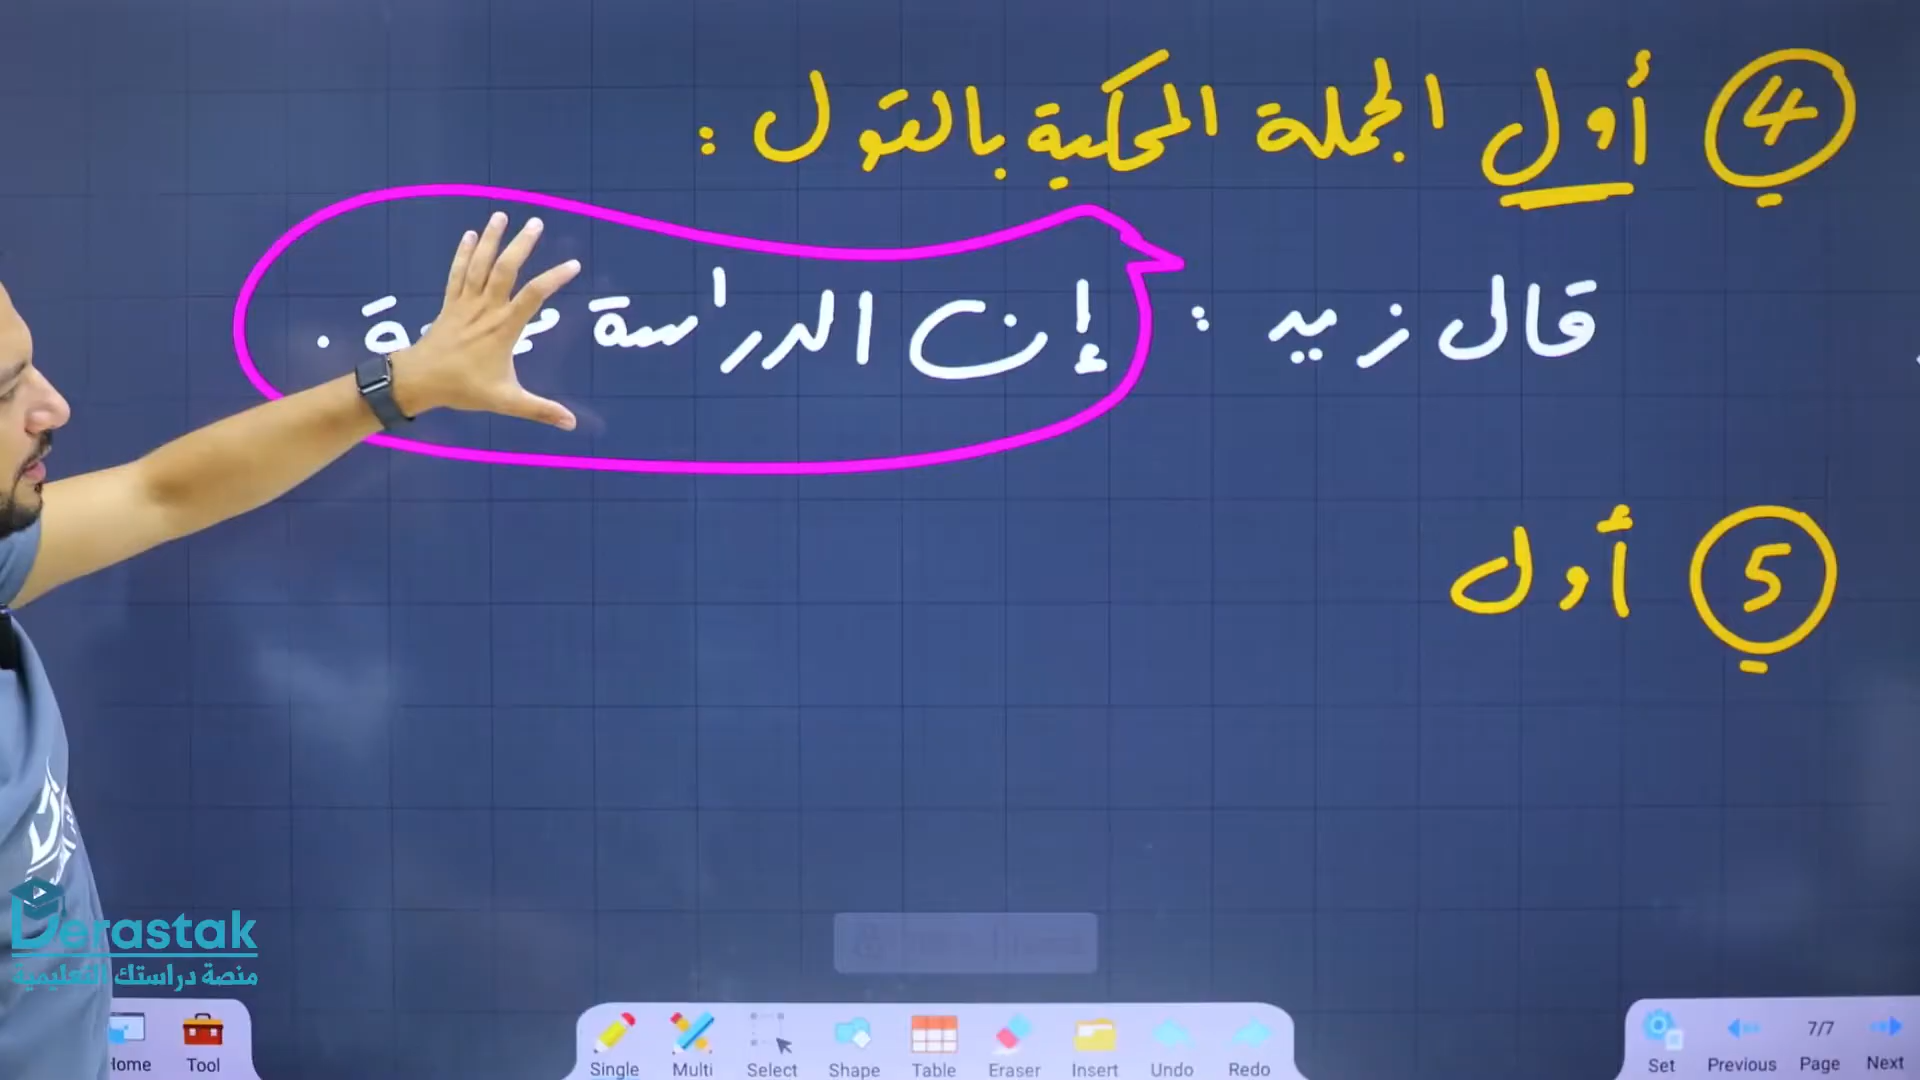 ④ أول الجملة المحكية بالقول :
قال زيد : إن الدراسة .
⑤ أول
Derastak
منصة دراستك التعليمية
Home Tool Single Multi Select Shape Table Eraser Insert Undo Redo Set Previous 7/7 Page Next